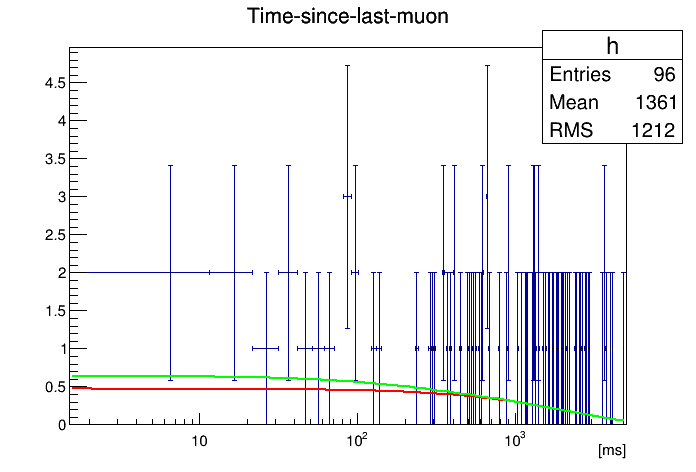 Time-since-last-muon
h
Entries 96
Mean 1361
RMS 1212
4.5
4
3.5
3
2.5
2
1.5
1
0.5
0
10 10² 10³
[ms]